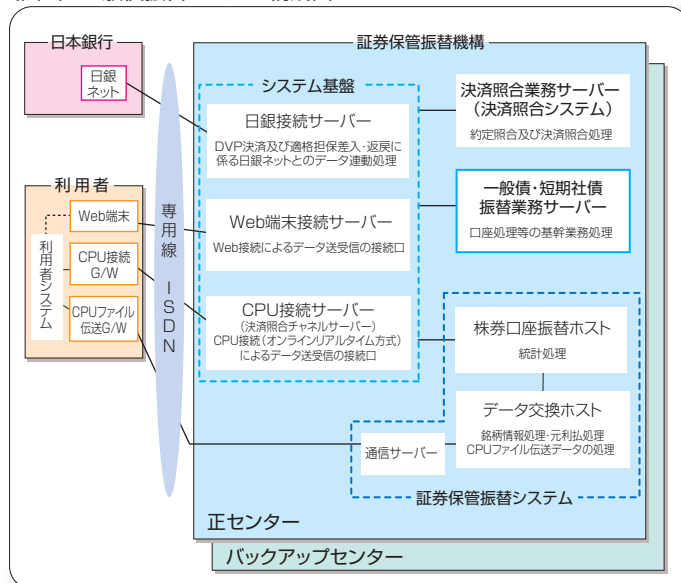 日本銀行
日銀
ネット
利用者
Web端末
利用者システム
CPU接続
G/W
CPUファイル
伝送G/W
専用線 ISDN
証券保管振替機構
システム基盤
日銀接続サーバー
DVP決済及び適格担保差入・返戻に
係る日銀ネットとのデータ連動処理
Web端末接続サーバー
Web接続によるデータ送受信の接続口
CPU接続サーバー
(決済照合チャネルサーバー)
CPU接続(オンラインリアルタイム方式)
によるデータ送受信の接続口
決済照合業務サーバー
(決済照合システム)
約定照合及び決済照合処理
一般債・短期社債
振替業務サーバー
口座処理等の基幹業務処理
株券口座振替ホスト
統計処理
データ交換ホスト
銘柄情報処理・元利払処理
CPUファイル伝送データの処理
通信サーバー
証券保管振替システム
正センター
バックアップセンター